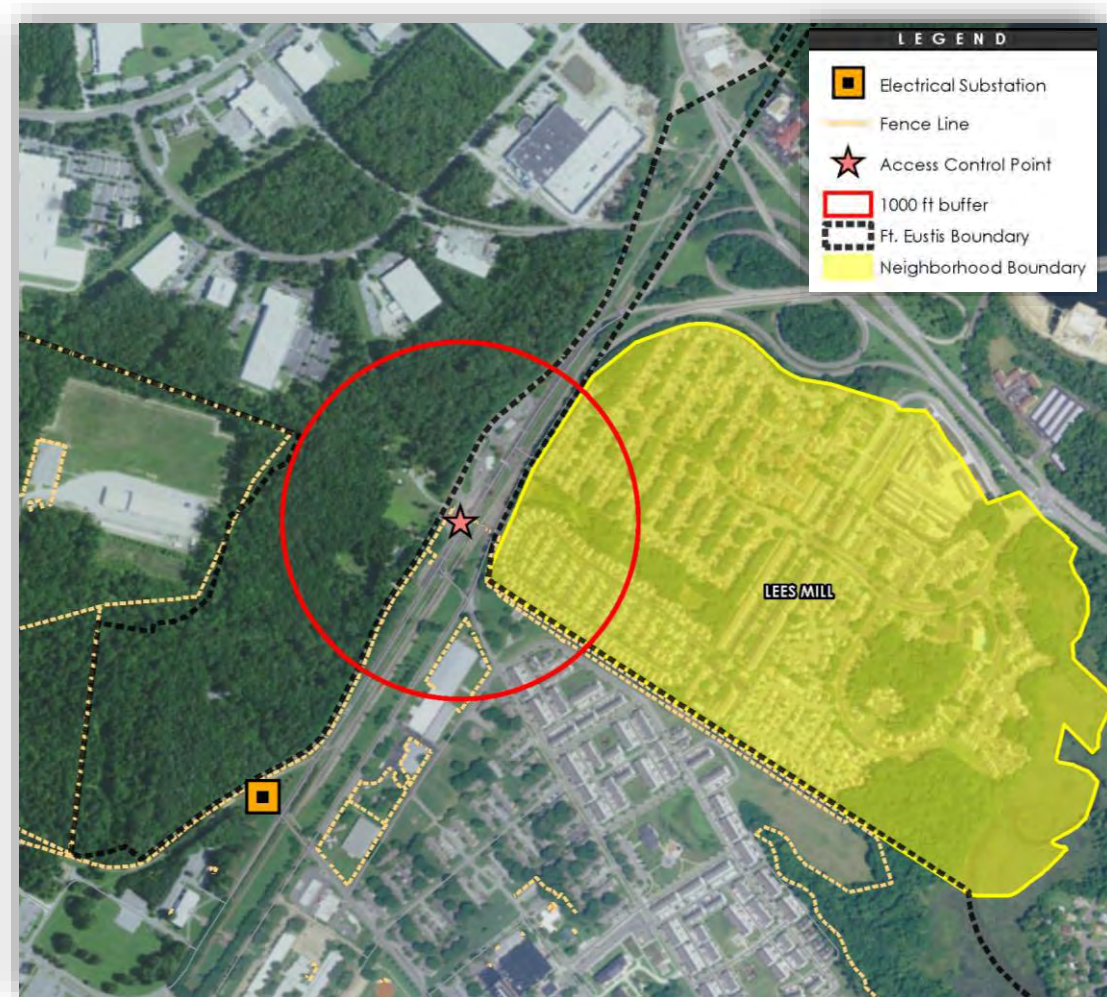 LEGEND
Electrical Substation
Fence Line
Access Control Point
1000 ft buffer
Ft. Eustis Boundary
Neighborhood Boundary
LEES MILL